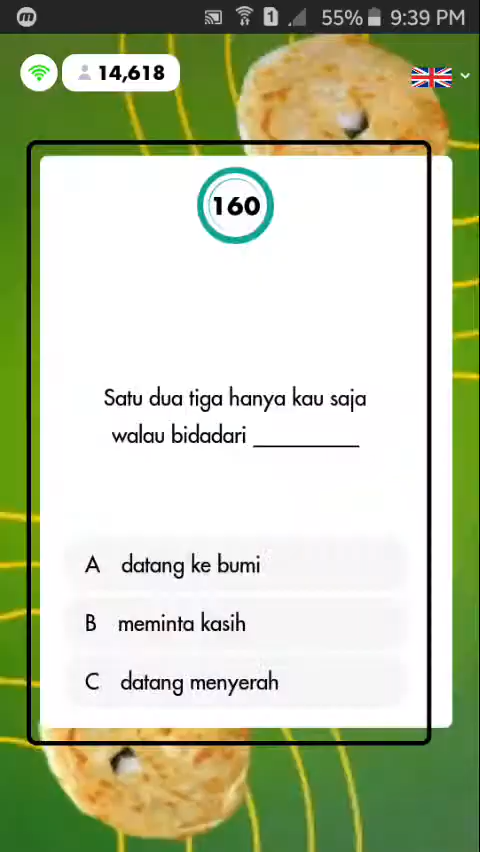 m 1 55% 9:39 PM
14,618
160
Satu dua tiga hanya kau saja
walau bidadari __________
A datang ke bumi
B meminta kasih
C datang menyerah